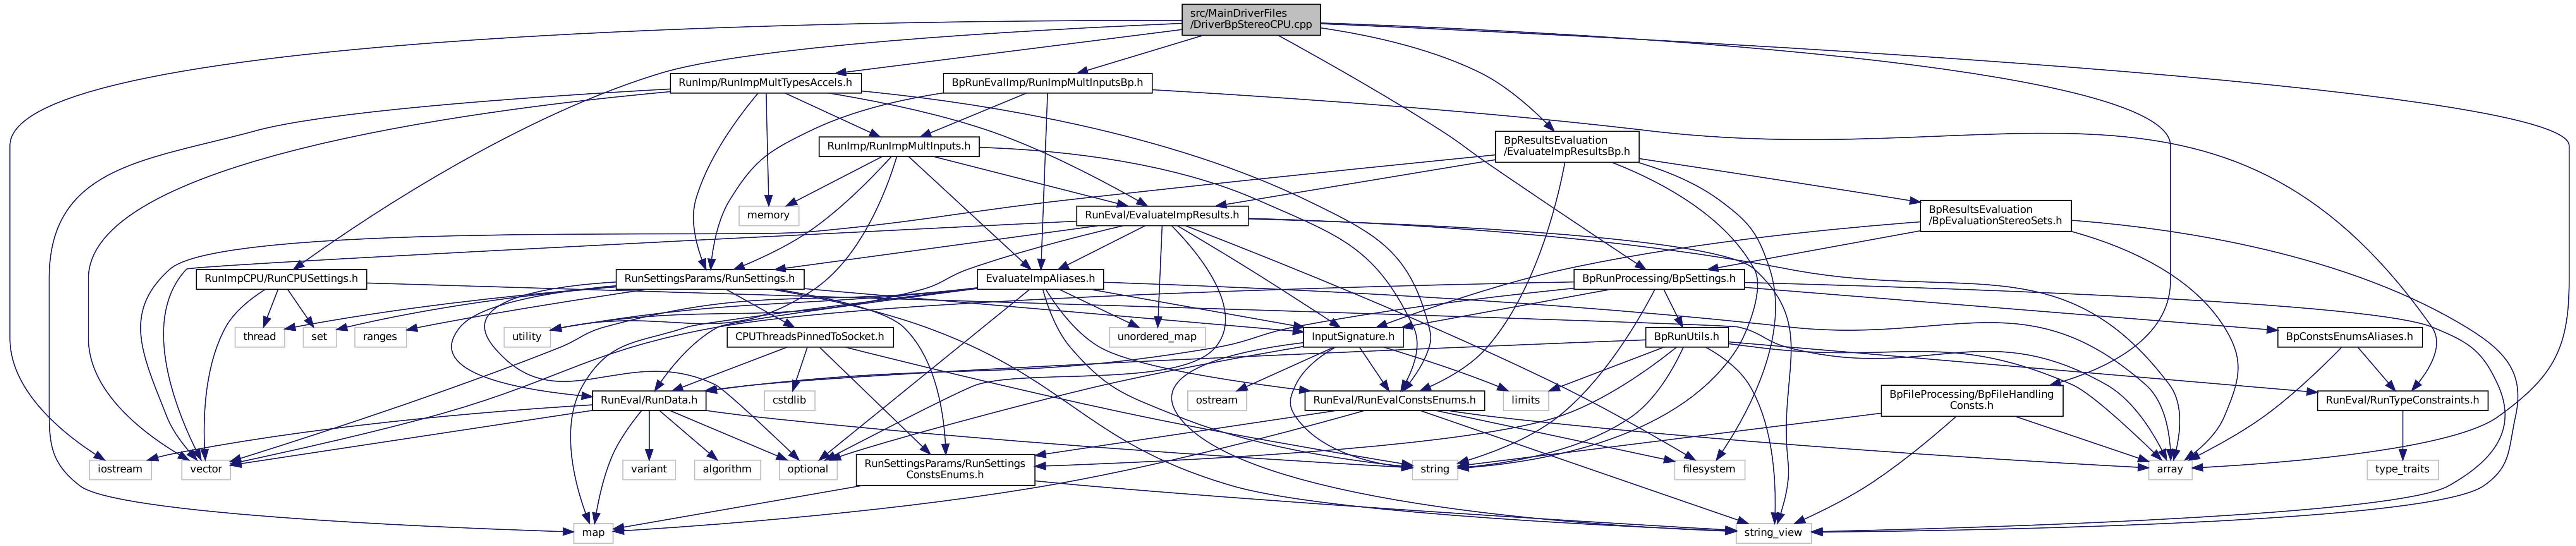 src/MainDriverFiles
/DriverBpStereoCPU.cpp
RunImp/RunImpMultTypesAccels.h
BpRunEvalImp/RunImpMultInputsBp.h
RunImp/RunImpMultInputs.h
BpResultsEvaluation
/EvaluateImpResultsBp.h
memory
RunEval/EvaluateImpResults.h
BpResultsEvaluation
/BpEvaluationStereoSets.h
RunImpCPU/RunCPUSettings.h
RunSettingsParams/RunSettings.h
EvaluateImpAliases.h
BpRunProcessing/BpSettings.h
thread
set
ranges
utility
CPUThreadsPinnedToSocket.h
unordered_map
InputSignature.h
BpRunUtils.h
BpConstsEnumsAliases.h
RunEval/RunData.h
cstdlib
ostream
RunEval/RunEvalConstsEnums.h
limits
BpFileProcessing/BpFileHandling
Consts.h
RunEval/RunTypeConstraints.h
iostream
vector
variant
algorithm
optional
RunSettingsParams/RunSettings
ConstsEnums.h
string
filesystem
array
type_traits
map
string_view